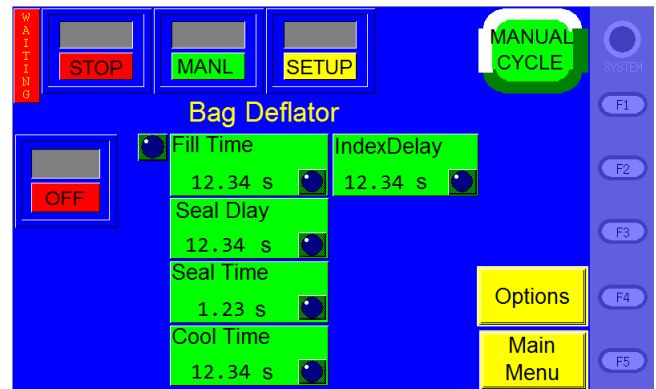 WAITING
STOP
MANL
SETUP
MANUAL
CYCLE
SYSTEM
Bag Deflator
F1
OFF
Fill Time
12.34 s
IndexDelay
12.34 s
F2
Seal Dlay
12.34 s
F3
Seal Time
1.23 s
Options
F4
Cool Time
12.34 s
Main
Menu
F5